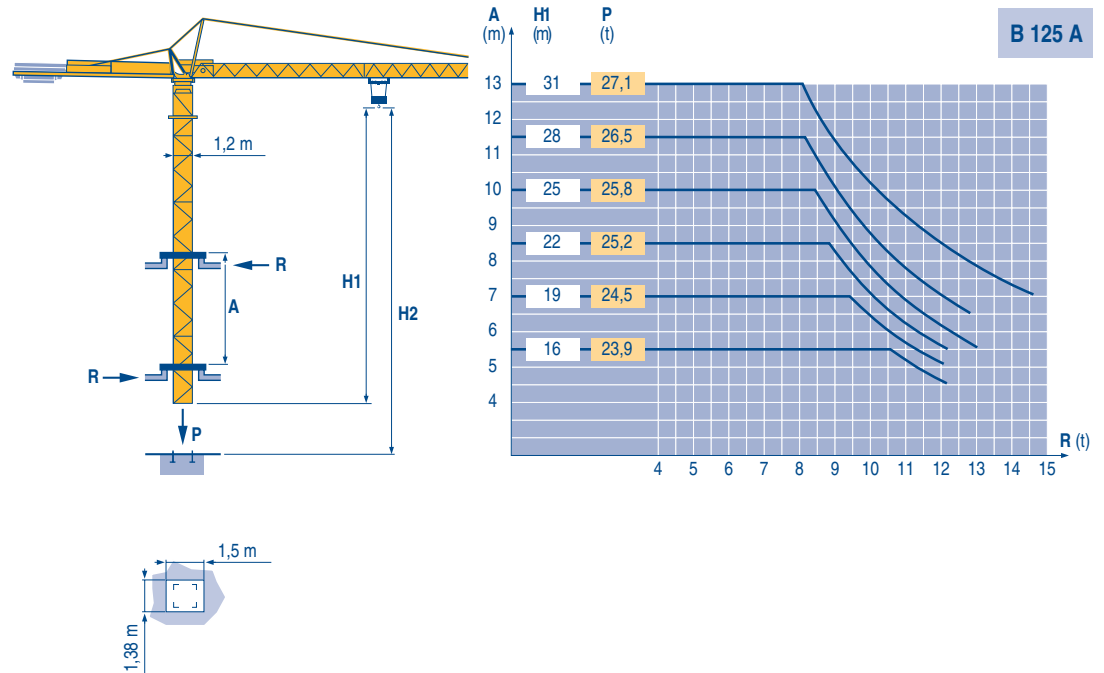 A H1 P
(m) (m) (t)
B 125 A
13 31 27,1
12
28 26,5
11
10 25 25,8
9
22 25,2
8
7 19 24,5
6
16 23,9
5
4
R (t)
4 5 6 7 8 9 10 11 12 13 14 15
1,2 m
R
H1
A
H2
R
P
1,5 m
1,38 m